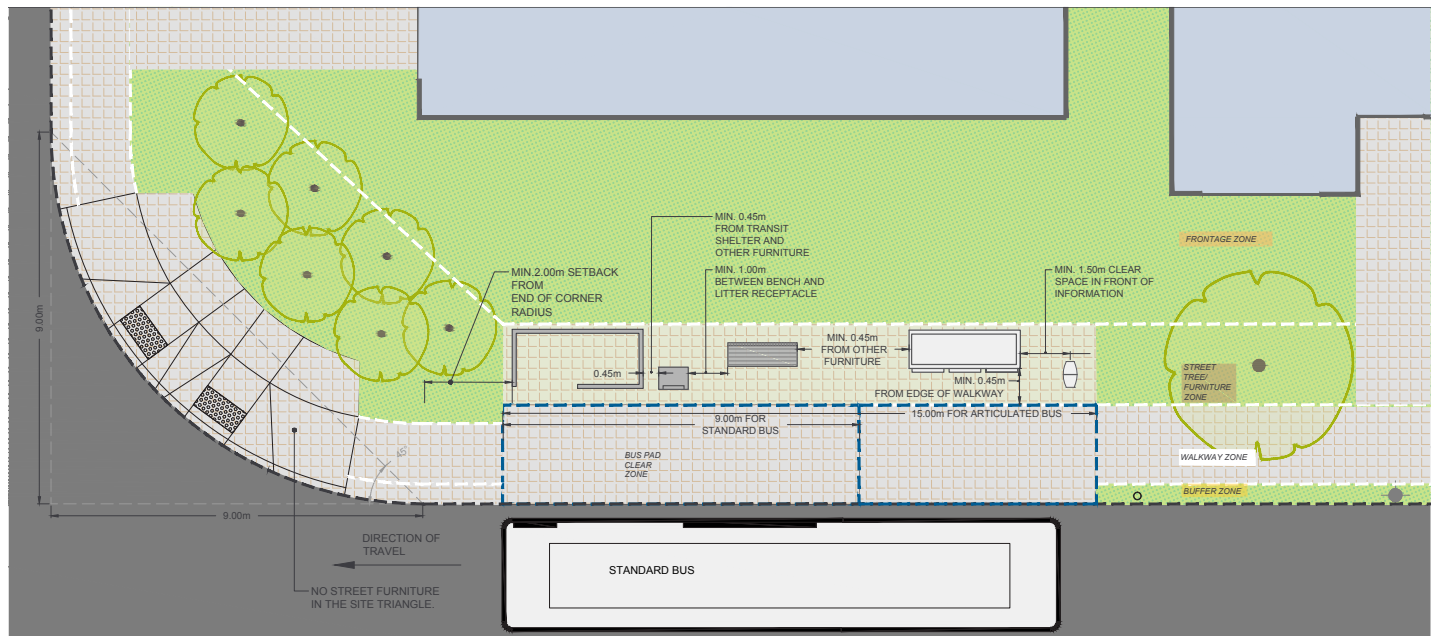 MIN. 0.45m
FROM TRANSIT
SHELTER AND
OTHER FURNITURE
FRONTAGE ZONE
MIN.2.00m SETBACK
FROM
END OF CORNER
RADIUS
MIN. 1.00m
BETWEEN BENCH AND
LITTER RECEPTACLE
MIN. 1.50m CLEAR
SPACE IN FRONT OF
INFORMATION
9.00m
MIN. 0.45m
FROM OTHER
FURNITURE
0.45m
MIN. 0.45m
FROM EDGE OF WALKWAY
STREET
TREE/
FURNITURE
ZONE
9.00m FOR
STANDARD BUS
15.00m FOR ARTICULATED BUS
45°
BUS PAD
CLEAR
ZONE
WALKWAY ZONE
BUFFER ZONE
9.00m
DIRECTION OF
TRAVEL
STANDARD BUS
NO STREET FURNITURE
IN THE SITE TRIANGLE.